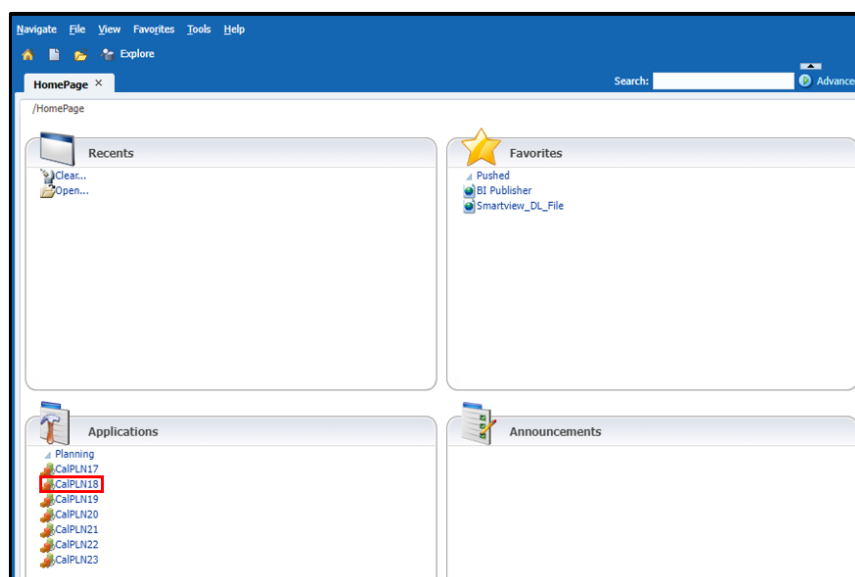 Navigate File View Favorites Tools Help
Explore
HomePage ×
Search:
Advance
/HomePage
Recents
Clear...
Open...
Favorites
Pushed
BI Publisher
Smartview_DL_File
Applications
Planning
CalPLN17
CalPLN18
CalPLN19
CalPLN20
CalPLN21
CalPLN22
CalPLN23
Announcements